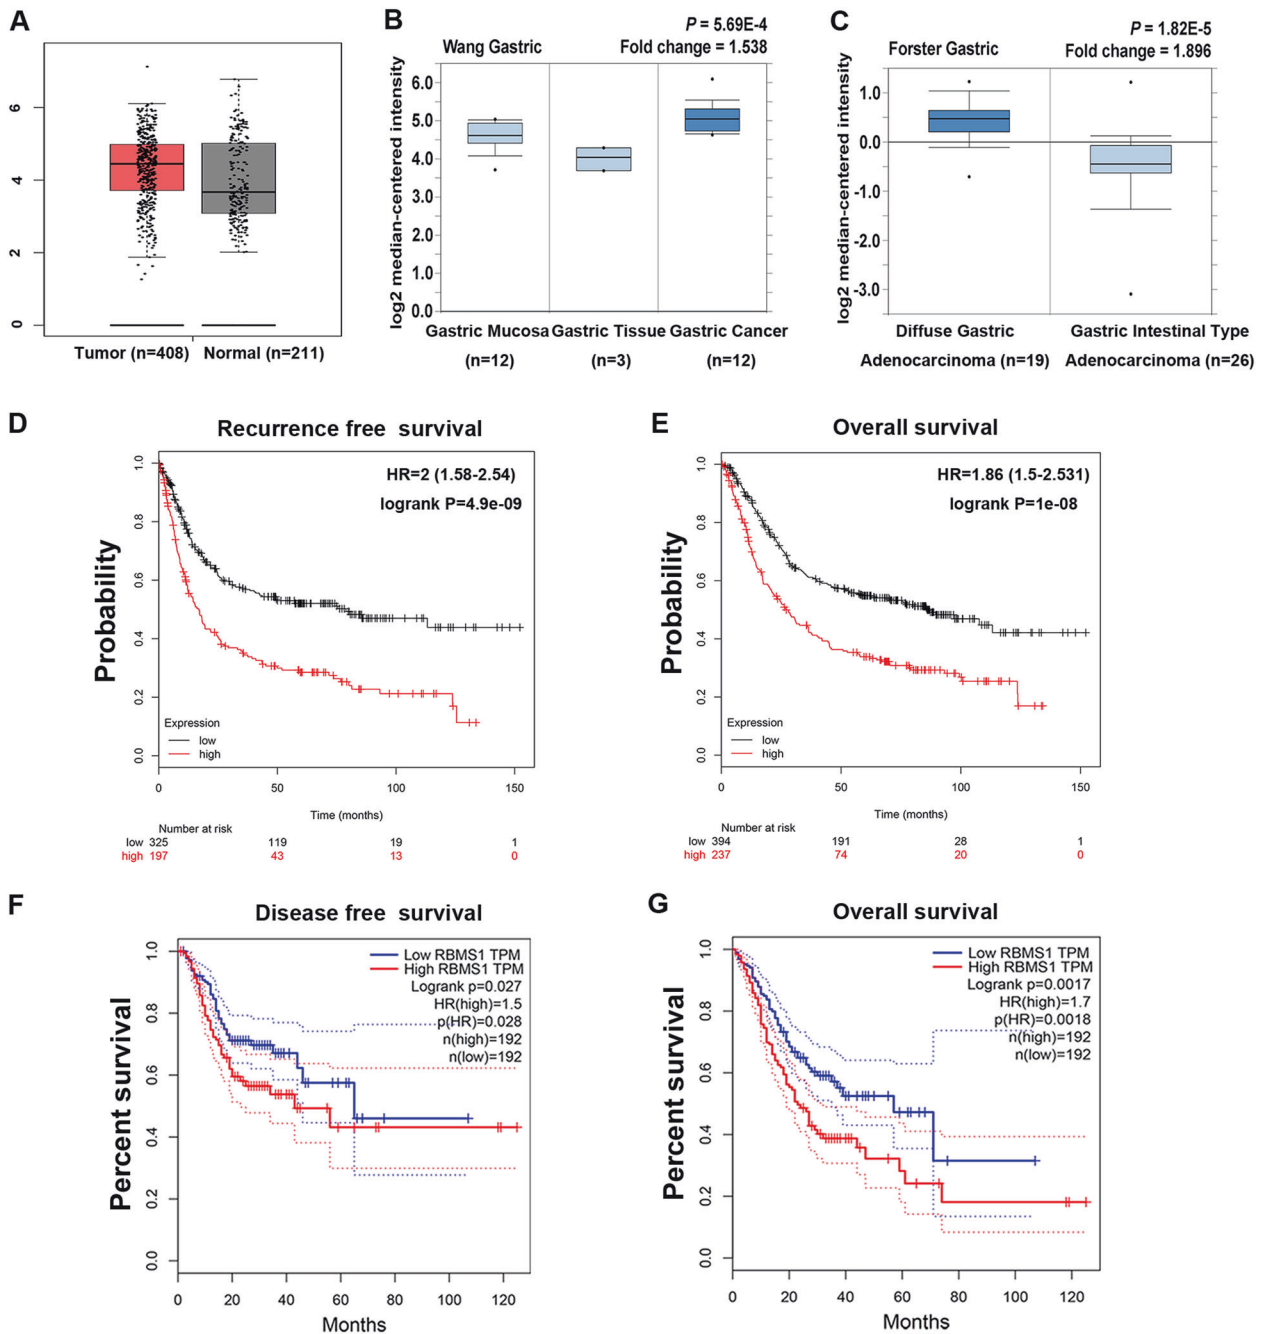 A
6
4
2
0
Tumor (n=408)
Normal (n=211)
B
P = 5.69E-4
Wang Gastric
Fold change = 1.538
log2 median-centered intensity
6.0
5.0
4.0
3.0
2.0
1.0
0.0
Gastric Mucosa
Gastric Tissue
Gastric Cancer
(n=12)
(n=3)
(n=12)
C
P = 1.82E-5
Forster Gastric
Fold change = 1.896
log2 median-centered intensity
1.0
0.0
-1.0
-2.0
-3.0
Diffuse Gastric
Gastric Intestinal Type
Adenocarcinoma (n=19)
Adenocarcinoma (n=26)
D
Recurrence free survival
HR=2 (1.58-2.54)
logrank P=4.9e-09
Probability
1.0
0.8
0.6
0.4
0.2
0.0
Expression
low
high
0
50
100
150
Time (months)
Number at risk
low 325 119 19 1
high 197 43 13 0
E
Overall survival
HR=1.86 (1.5-2.531)
logrank P=1e-08
Probability
1.0
0.8
0.6
0.4
0.2
0.0
Expression
low
high
0
50
100
150
Time (months)
Number at risk
low 394 191 28 1
high 237 74 20 0
F
Disease free survival
Low RBMS1 TPM
High RBMS1 TPM
Logrank p=0.027
HR(high)=1.5
p(HR)=0.028
n(high)=192
n(low)=192
Percent survival
1.0
0.8
0.6
0.4
0.2
0.0
0
20
40
60
80
100
120
Months
G
Overall survival
Low RBMS1 TPM
High RBMS1 TPM
Logrank p=0.0017
HR(high)=1.7
p(HR)=0.0018
n(high)=192
n(low)=192
Percent survival
1.0
0.8
0.6
0.4
0.2
0.0
0
20
40
60
80
100
120
Months